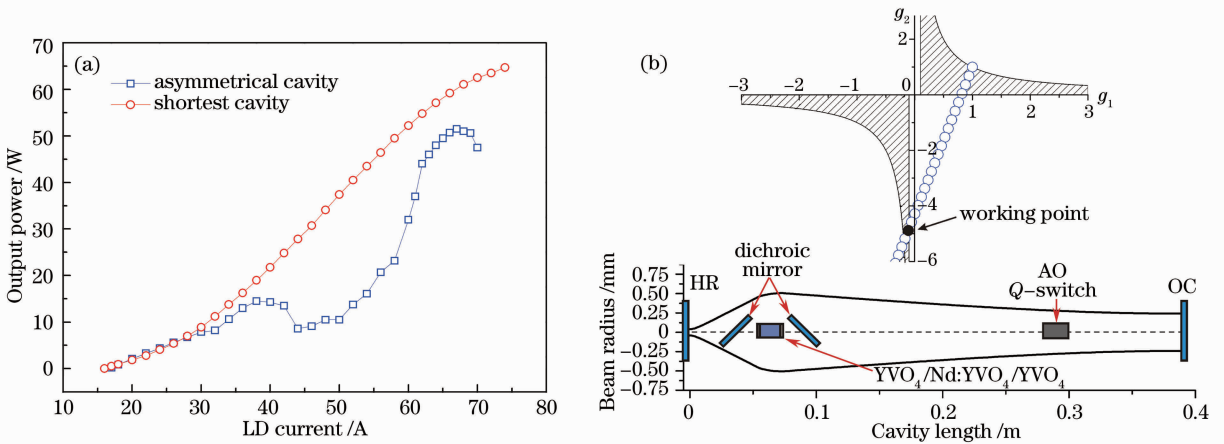 (a)
asymmetrical cavity
shortest cavity
Output power /W
70
60
50
40
30
20
10
0
10 20 30 40 50 60 70 80
LD current /A
(b)
g2
2
0
-3 -2 -1 0 1 2 3
g1
-2
-4
-6
working point
dichroic
mirror
HR
AO
Q-switch
OC
Beam radius /mm
0.75
0.50
0.25
0
-0.25
-0.50
-0.75
YVO4/Nd:YVO4/YVO4
0 0.1 0.2 0.3 0.4
Cavity length /m